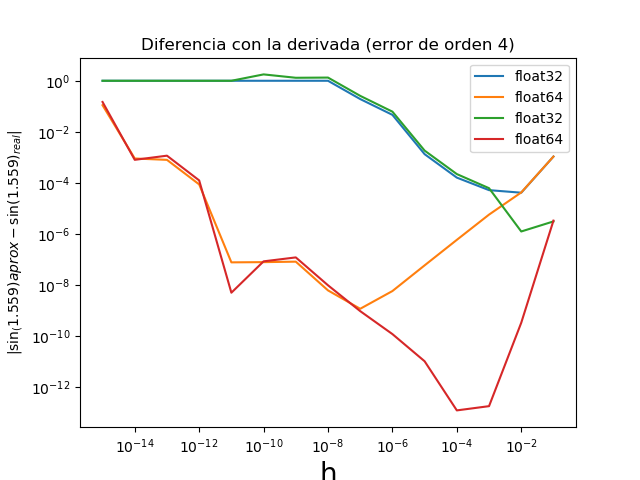 Diferencia con la derivada (error de orden 4)
float32
float64
float32
float64
10⁰
10⁻²
10⁻⁴
10⁻⁶
10⁻⁸
10⁻¹⁰
10⁻¹²
|sin₍1.559)aprox − sin(1.559)ᵣₑₐₗ|
10⁻¹⁴ 10⁻¹² 10⁻¹⁰ 10⁻⁸ 10⁻⁶ 10⁻⁴ 10⁻²
h